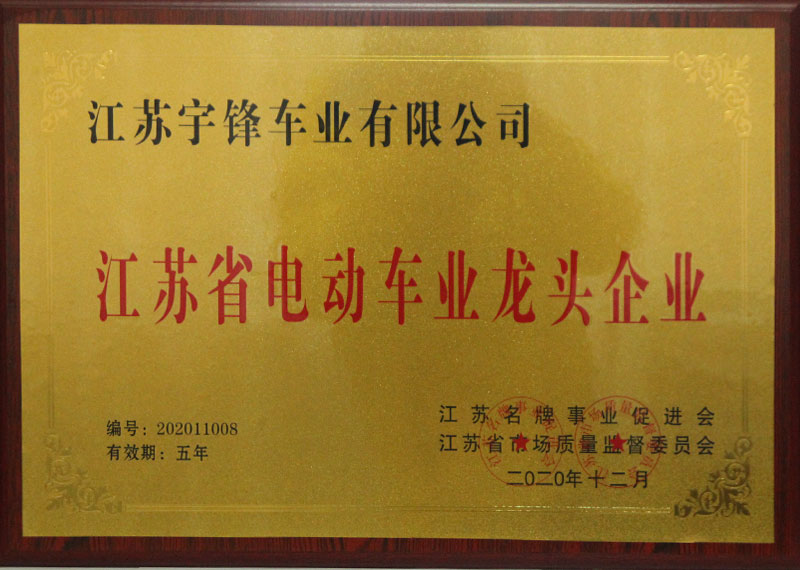 江苏宇锋车业有限公司
江苏省电动车业龙头企业
编号：202011008
有效期：五年
江苏名牌事业促进会
江苏省市场质量监督委员会
二0二0年十二月